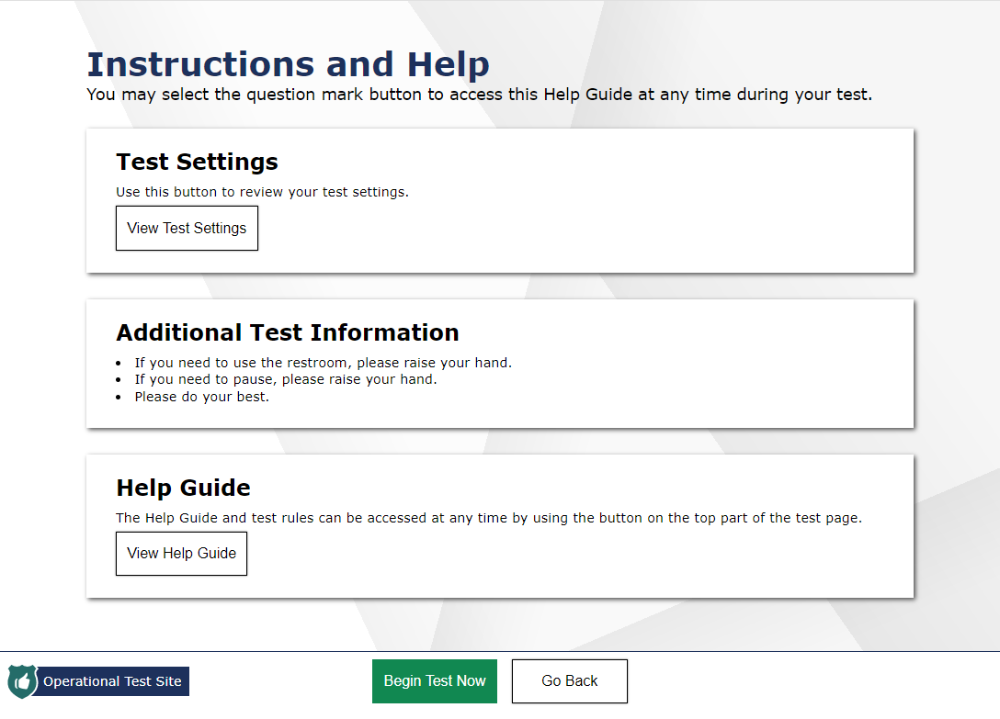 Instructions and Help
You may select the question mark button to access this Help Guide at any time during your test.
Test Settings
Use this button to review your test settings.
View Test Settings
Additional Test Information
• If you need to use the restroom, please raise your hand.
• If you need to pause, please raise your hand.
• Please do your best.
Help Guide
The Help Guide and test rules can be accessed at any time by using the button on the top part of the test page.
View Help Guide
Operational Test Site
Begin Test Now
Go Back